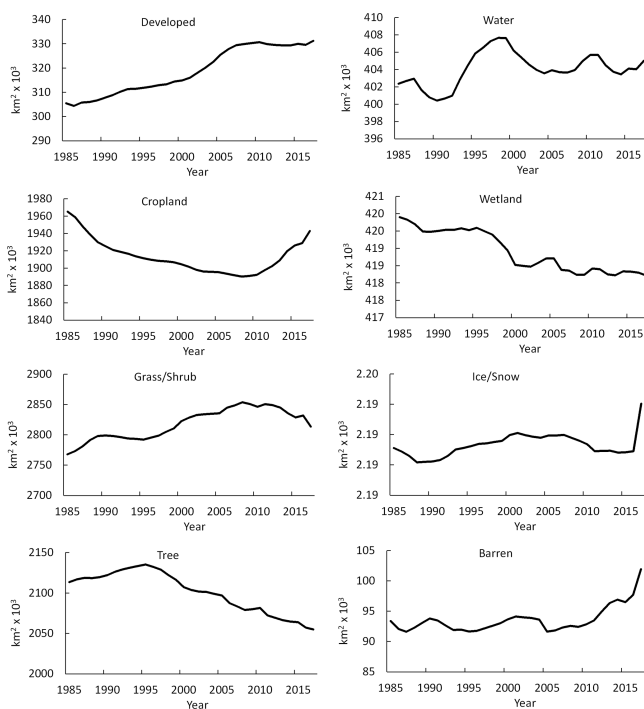 Developed
km² x 10³
340
330
320
310
300
290
1985 1990 1995 2000 2005 2010 2015
Year
Water
km² x 10³
410
408
406
404
402
400
398
396
1985 1990 1995 2000 2005 2010 2015
Year
Cropland
km² x 10³
1980
1960
1940
1920
1900
1880
1860
1840
1985 1990 1995 2000 2005 2010 2015
Year
Wetland
km² x 10³
421
420
420
419
419
418
418
417
1985 1990 1995 2000 2005 2010 2015
Year
Grass/Shrub
km² x 10³
2900
2850
2800
2750
2700
1985 1990 1995 2000 2005 2010 2015
Year
Ice/Snow
km² x 10³
2.20
2.19
2.19
2.19
2.19
1985 1990 1995 2000 2005 2010 2015
Year
Tree
km² x 10³
2150
2100
2050
2000
1985 1990 1995 2000 2005 2010 2015
Year
Barren
km² x 10³
105
100
95
90
85
1985 1990 1995 2000 2005 2010 2015
Year